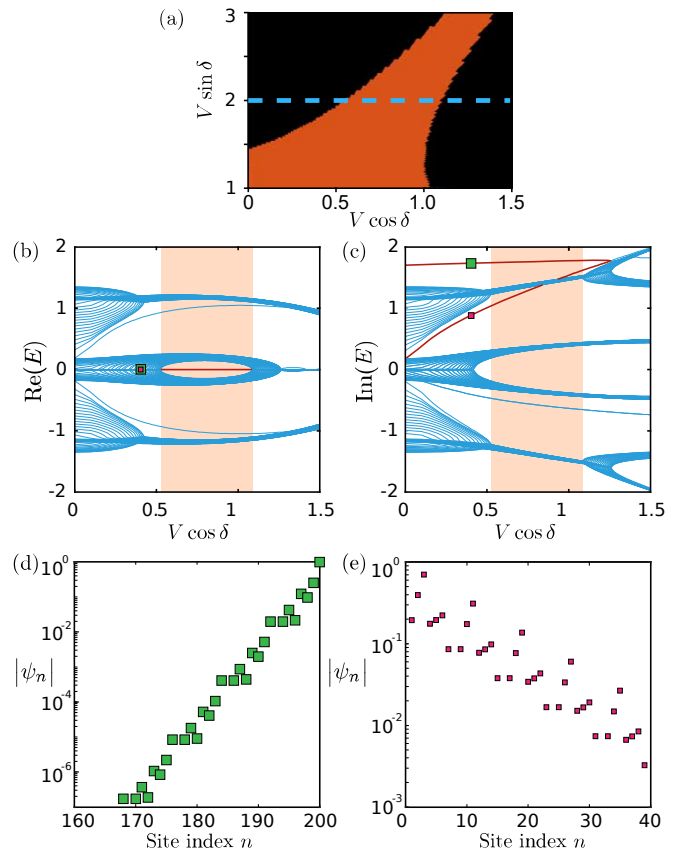 (a)
3
2
1
V sin δ
0 0.5 1.0 1.5
V cos δ
(b)
2
1
0
-1
-2
Re(E)
0 0.5 1 1.5
V cos δ
(c)
2
1
0
-1
-2
Im(E)
0 0.5 1 1.5
V cos δ
(d)
10^0
10^-2
10^-4
10^-6
|ψ_n|
160 170 180 190 200
Site index n
(e)
10^0
10^-1
10^-2
10^-3
|ψ_n|
0 10 20 30 40
Site index n